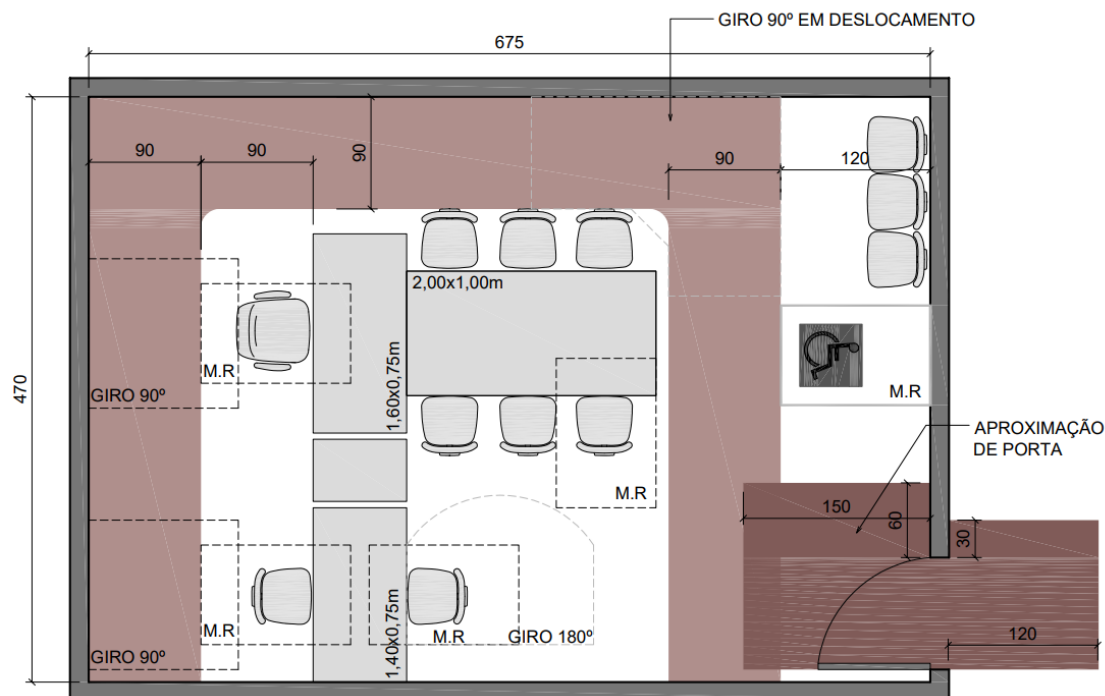 GIRO 90º EM DESLOCAMENTO
675
90
90
90
90
120
2,00x1,00m
470
M.R
1,60x0,75m
GIRO 90º
M.R
APROXIMAÇÃO
DE PORTA
M.R
150
60
30
M.R
M.R
GIRO 180º
1,40x0,75m
120
GIRO 90º